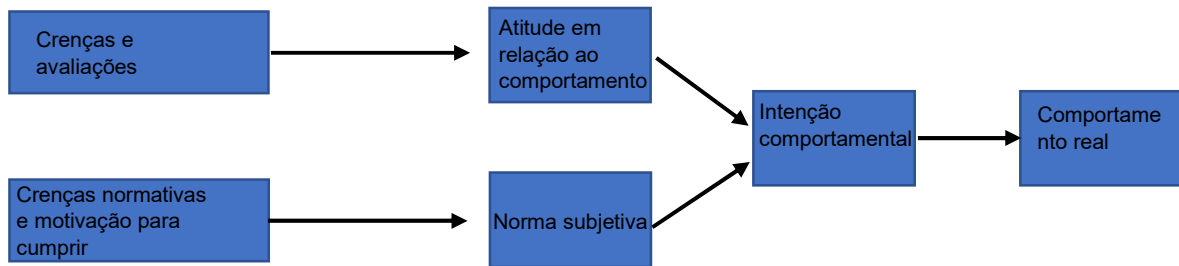 Crenças e
avaliações
Atitude em
relação ao
comportamento
Intenção
comportamental
Comportame
nto real
Crenças normativas
e motivação para
cumprir
Norma subjetiva